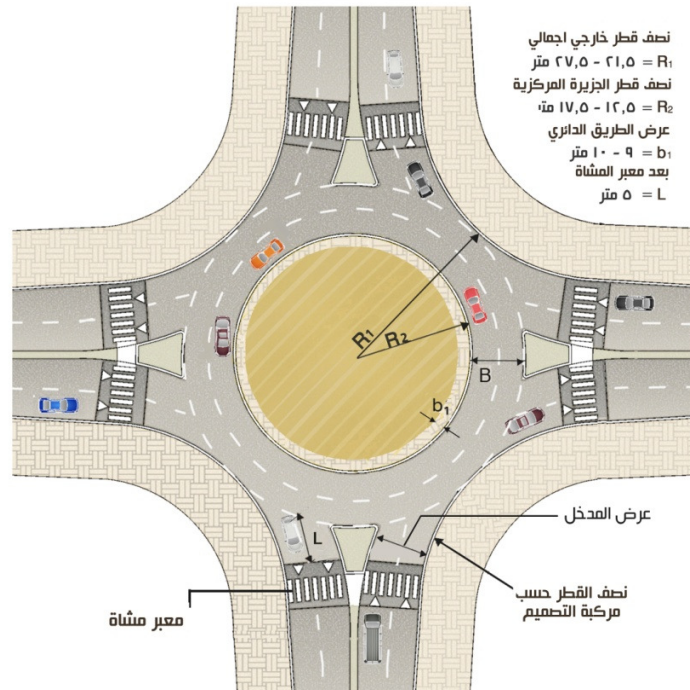 نصف قطر خارجي اجمالي
R₁ = ٢١,٥ - ٢٧,٥ متر
نصف قطر الجزيرة المركزية
R₂ = ١٢,٥ - ١٧,٥ متر
عرض الطريق الدائري
b₁ = ٩ - ١٠ متر
بعد معبر المشاة
L = ٥ متر
R₁
R₂
B
b₁
L
عرض المدخل
نصف القطر حسب
مركبة التصميم
معبر مشاة